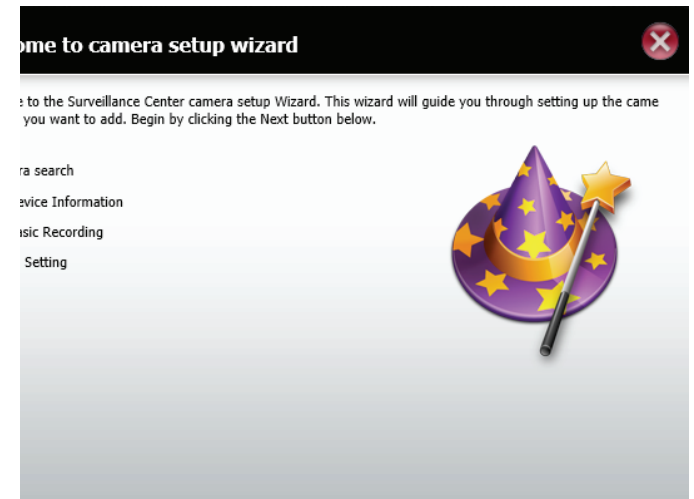 ome to camera setup wizard
e to the Surveillance Center camera setup Wizard. This wizard will guide you through setting up the came
you want to add. Begin by clicking the Next button below.
ra search
evice Information
asic Recording
Setting